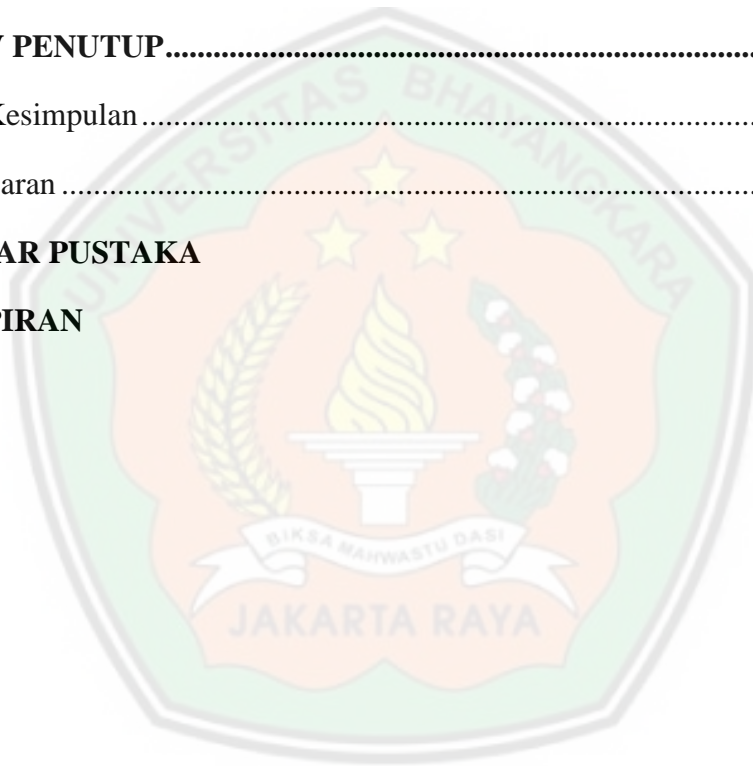 PENUTUP........................................................................
Kesimpulan........................................................................
aran........................................................................
AR PUSTAKA
PIRAN
UNIVERSITAS BHAYANGKARA
BIKSA MAHWASTU DASI
JAKARTA RAYA